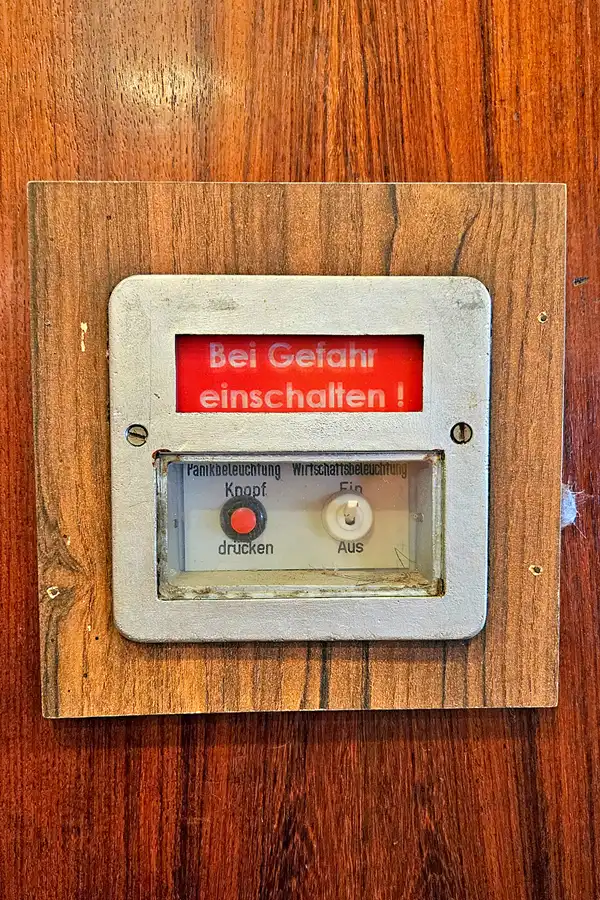 Bei Gefahr
einschalten !
Panikbeleuchtung Wirtschaftsbeleuchtung
Knopf Ein
drücken Aus